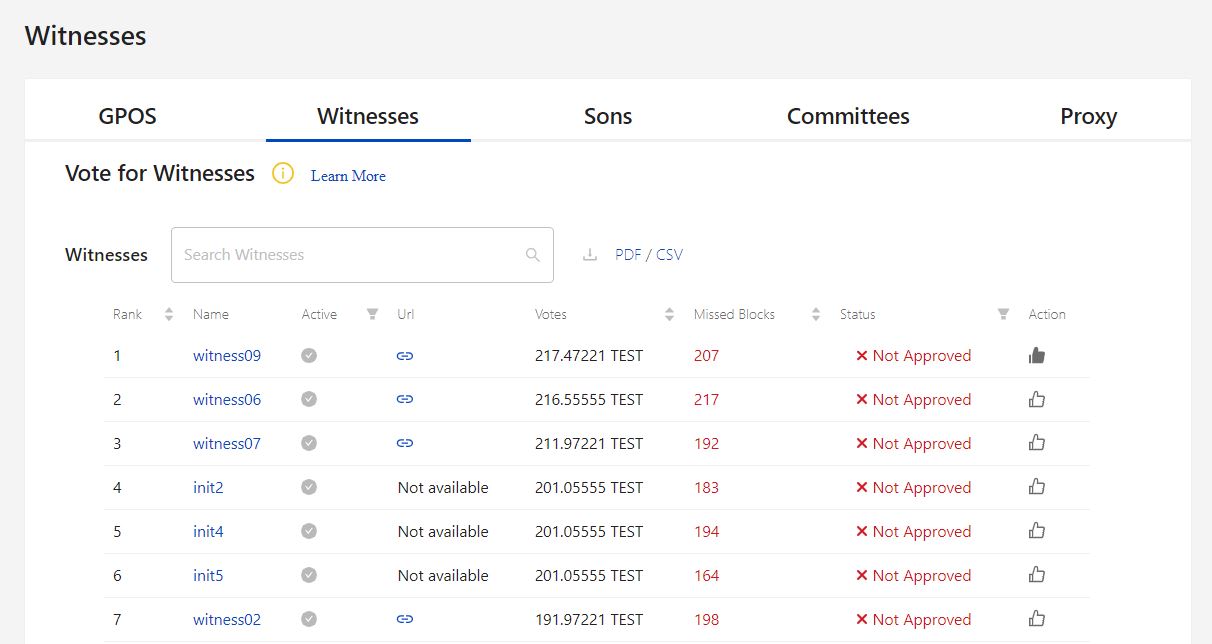 Witnesses
GPOS Witnesses Sons Committees Proxy
Vote for Witnesses Learn More
Witnesses Search Witnesses PDF / CSV
Rank Name Active Url Votes Missed Blocks Status Action
1 witness09 217.47221 TEST 207 Not Approved
2 witness06 216.55555 TEST 217 Not Approved
3 witness07 211.97221 TEST 192 Not Approved
4 init2 Not available 201.05555 TEST 183 Not Approved
5 init4 Not available 201.05555 TEST 194 Not Approved
6 init5 Not available 201.05555 TEST 164 Not Approved
7 witness02 191.97221 TEST 198 Not Approved